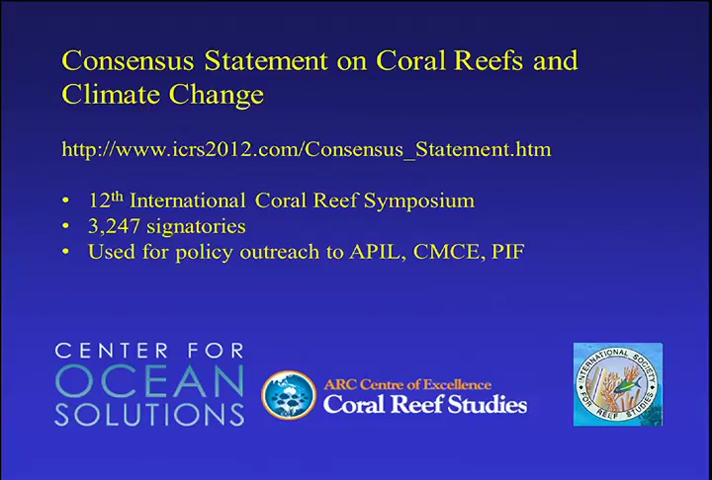 Consensus Statement on Coral Reefs and
Climate Change
http://www.icrs2012.com/Consensus_Statement.htm
• 12th International Coral Reef Symposium
• 3,247 signatories
• Used for policy outreach to APIL, CMCE, PIF
CENTER FOR
OCEAN
SOLUTIONS
ARC Centre of Excellence
Coral Reef Studies
INTERNATIONAL SOCIETY
FOR REEF STUDIES